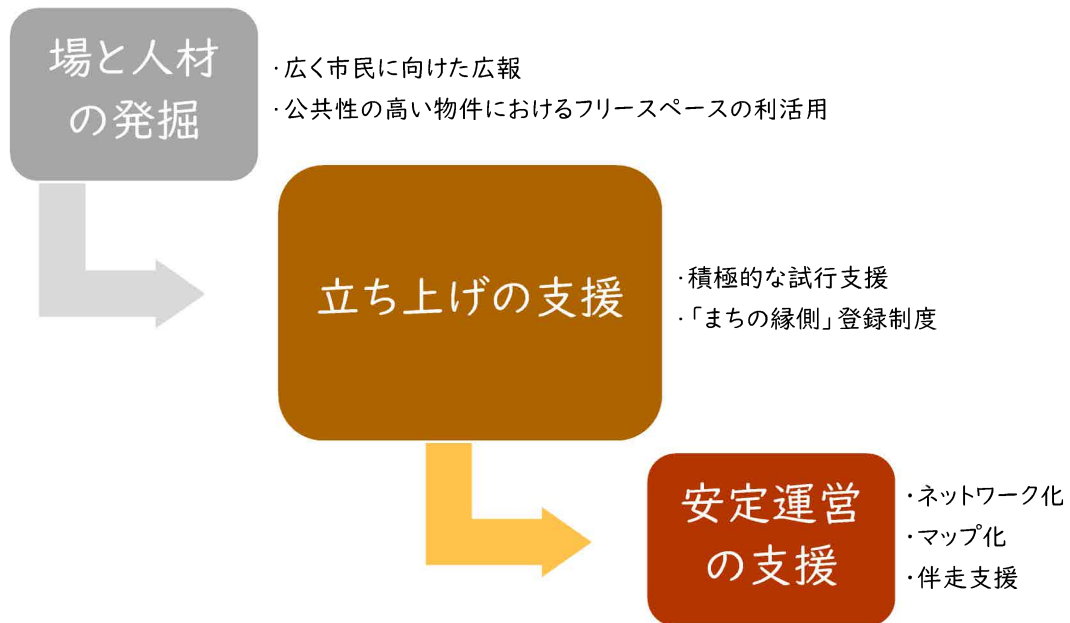 場と人材
の発掘
・広く市民に向けた広報
・公共性の高い物件におけるフリースペースの利活用
立ち上げの支援
・積極的な試行支援
・「まちの縁側」登録制度
安定運営
の支援
・ネットワーク化
・マップ化
・伴走支援